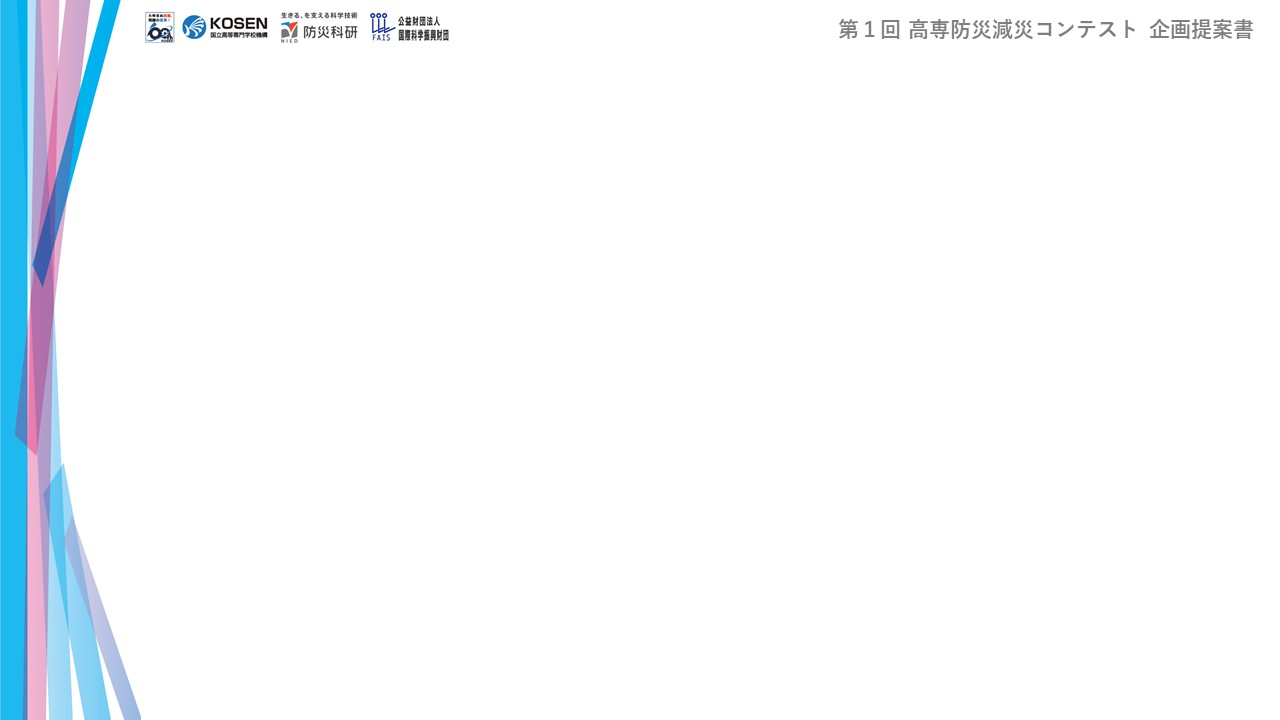 KOSEN
国立高等専門学校機構
生きる、を支える科学技術
防災科研
NIED
FAIS
公益財団法人
国際科学振興財団
第１回 高専防災減災コンテスト 企画提案書